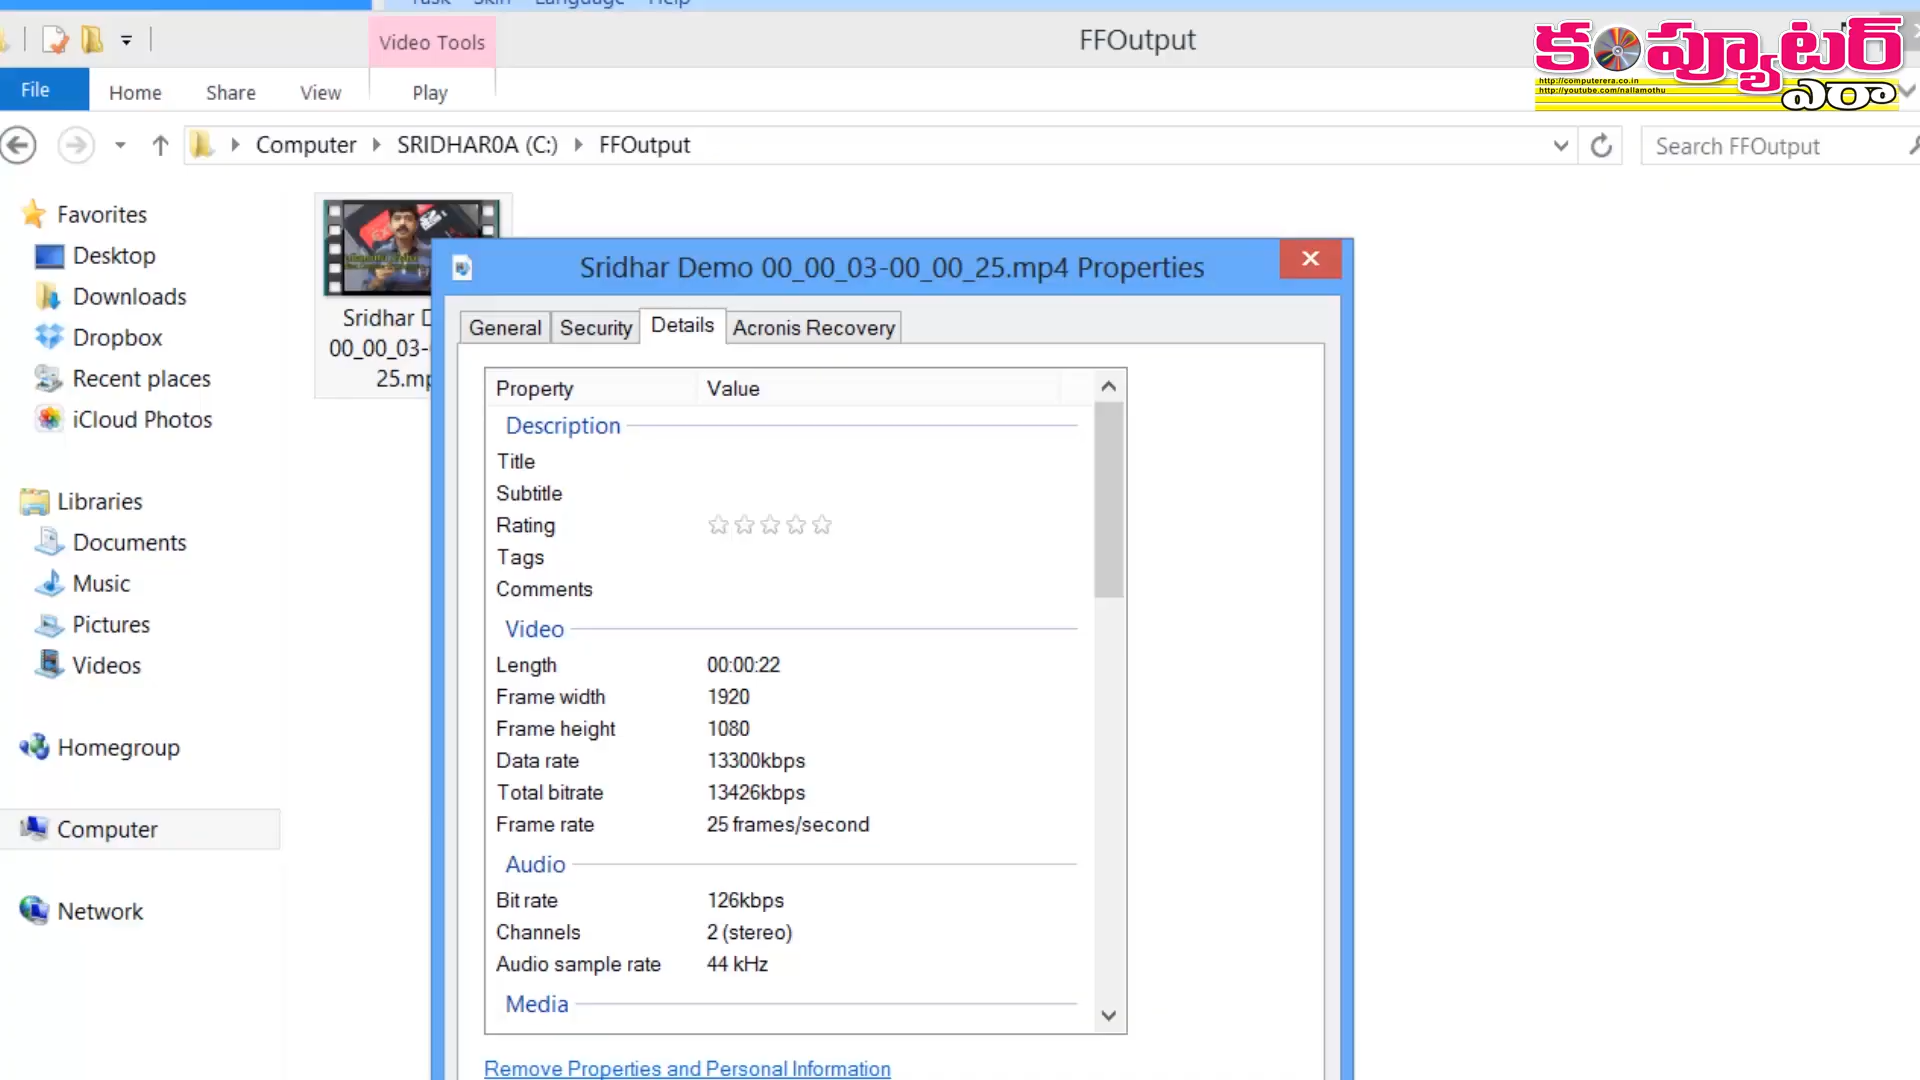 Task Skin Language Help
Video Tools
FFOutput
కంప్యూటర్
http://computerera.co.in
http://youtube.com/nallamothu
ఎరా
File Home Share View Play
Computer SRIDHAR0A (C:) FFOutput
Search FFOutput
Favorites
Desktop
Downloads
Dropbox
Recent places
iCloud Photos
Libraries
Documents
Music
Pictures
Videos
Homegroup
Computer
Network
Sridhar D
00_00_03-
25.mp
Sridhar Demo 00_00_03-00_00_25.mp4 Properties
General Security Details Acronis Recovery
Property Value
Description
Title
Subtitle
Rating
Tags
Comments
Video
Length 00:00:22
Frame width 1920
Frame height 1080
Data rate 13300kbps
Total bitrate 13426kbps
Frame rate 25 frames/second
Audio
Bit rate 126kbps
Channels 2 (stereo)
Audio sample rate 44 kHz
Media
Remove Properties and Personal Information